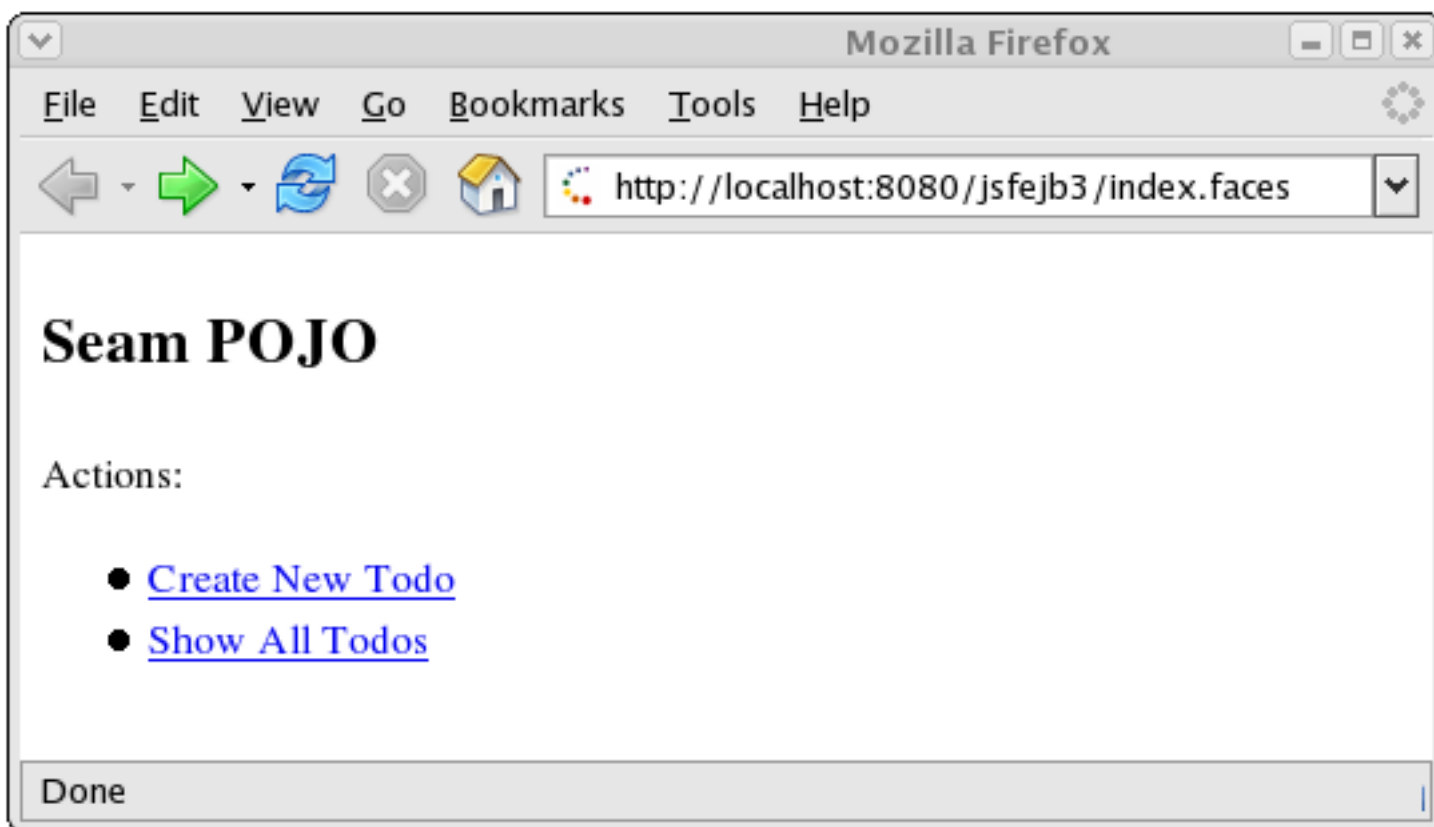 Mozilla Firefox
File Edit View Go Bookmarks Tools Help
http://localhost:8080/jsfejb3/index.faces
Seam POJO
Actions:
Create New Todo
Show All Todos
Done